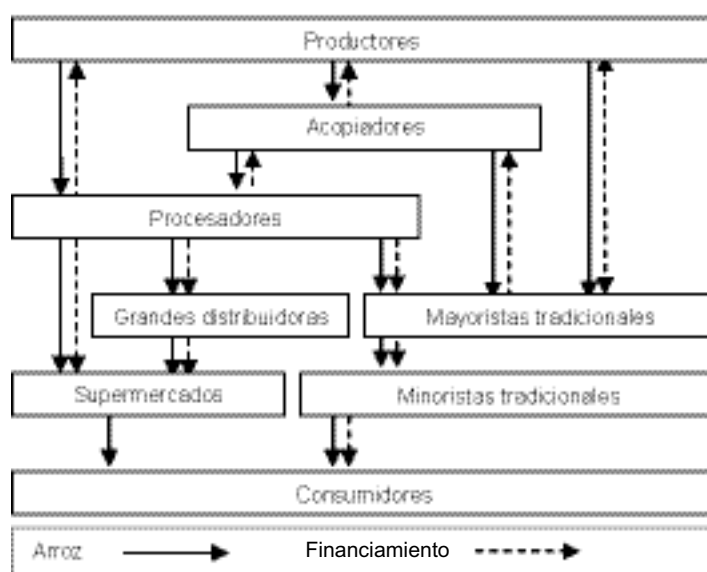 Productores
Acopiadores
Procesadores
Grandes distribuidoras
Mayoristas tradicionales
Supermercados
Minoristas tradicionales
Consumidores
Arroz Financiamiento